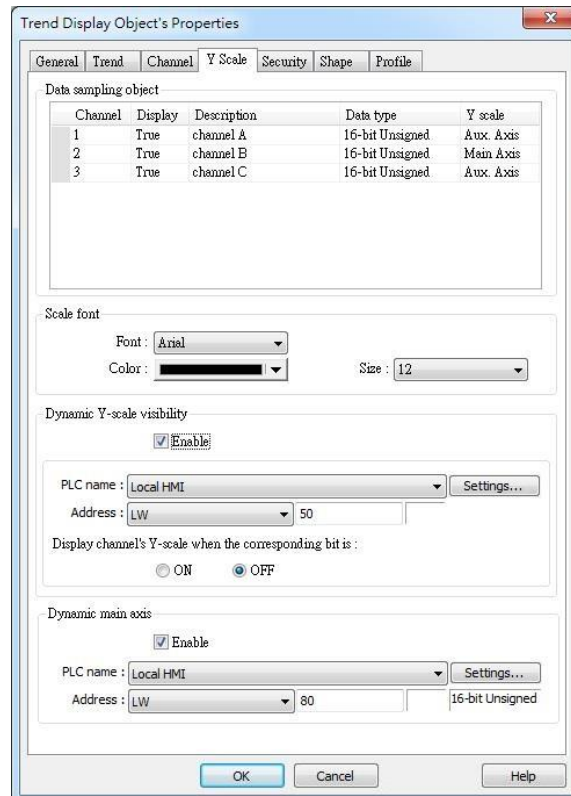 Trend Display Object's Properties
General Trend Channel Y Scale Security Shape Profile
Data sampling object
Channel Display Description Data type Y scale
1 True channel A 16-bit Unsigned Aux. Axis
2 True channel B 16-bit Unsigned Main Axis
3 True channel C 16-bit Unsigned Aux. Axis
Scale font
Font : Arial
Color : Size : 12
Dynamic Y-scale visibility
Enable
PLC name : Local HMI Settings...
Address : LW 50
Display channel's Y-scale when the corresponding bit is :
ON OFF
Dynamic main axis
Enable
PLC name : Local HMI Settings...
Address : LW 80 16-bit Unsigned
OK Cancel Help